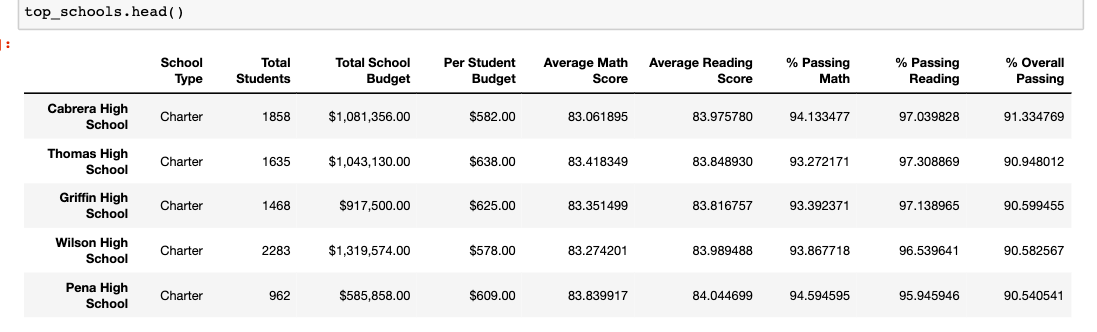 top_schools.head()
]:
School Type Total Students Total School Budget Per Student Budget Average Math Score Average Reading Score % Passing Math % Passing Reading % Overall Passing
Cabrera High School Charter 1858 $1,081,356.00 $582.00 83.061895 83.975780 94.133477 97.039828 91.334769
Thomas High School Charter 1635 $1,043,130.00 $638.00 83.418349 83.848930 93.272171 97.308869 90.948012
Griffin High School Charter 1468 $917,500.00 $625.00 83.351499 83.816757 93.392371 97.138965 90.599455
Wilson High School Charter 2283 $1,319,574.00 $578.00 83.274201 83.989488 93.867718 96.539641 90.582567
Pena High School Charter 962 $585,858.00 $609.00 83.839917 84.044699 94.594595 95.945946 90.540541